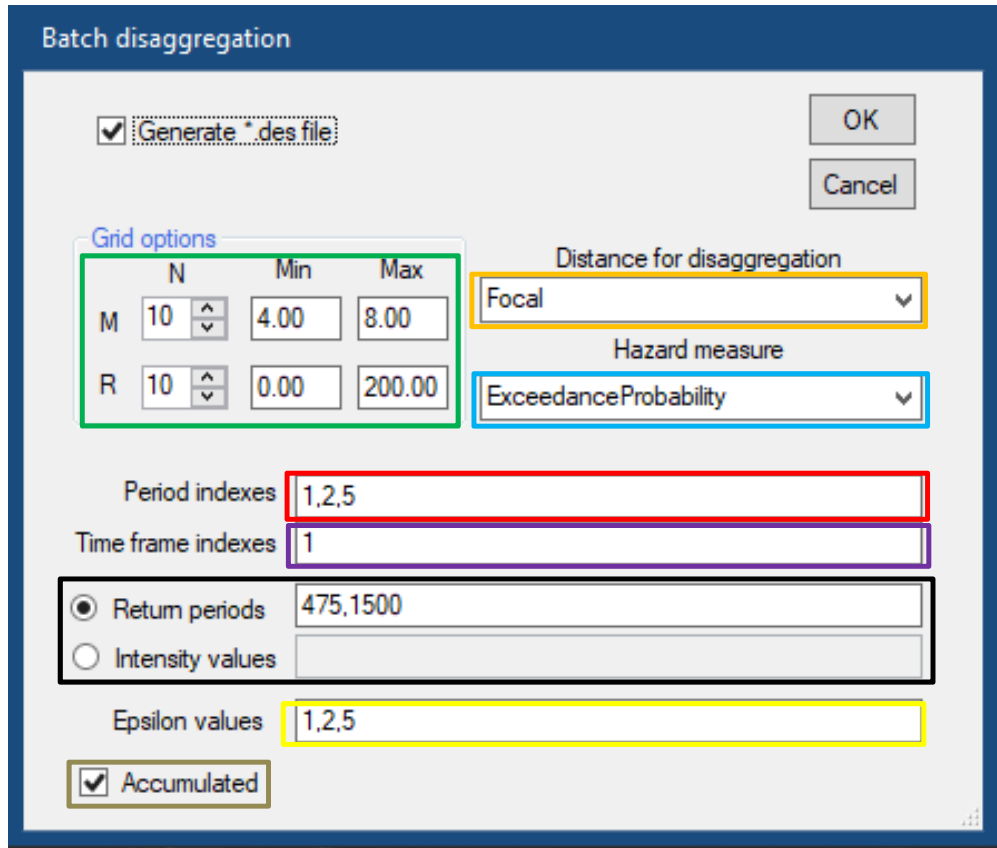 Batch disaggregation
Generate *.des file
OK
Cancel
Grid options
N Min Max
M 10 4.00 8.00
R 10 0.00 200.00
Distance for disaggregation
Focal
Hazard measure
ExceedanceProbability
Period indexes 1,2,5
Time frame indexes 1
Return periods 475,1500
Intensity values
Epsilon values 1,2,5
Accumulated